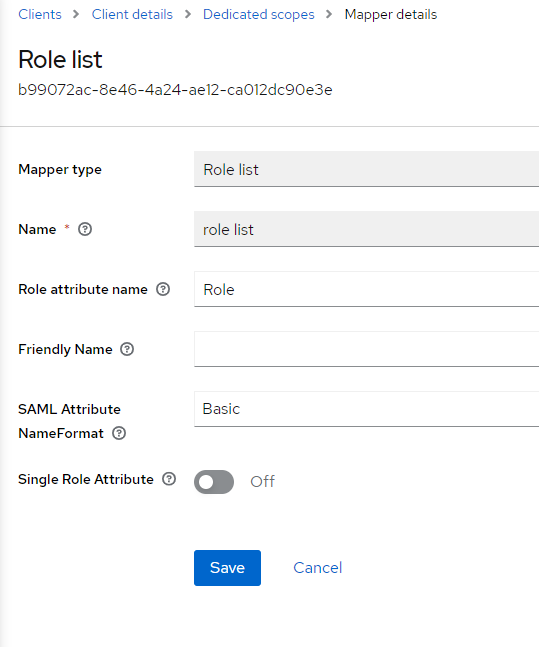 Clients > Client details > Dedicated scopes > Mapper details
Role list
b99072ac-8e46-4a24-ae12-ca012dc90e3e
Mapper type Role list
Name * role list
Role attribute name Role
Friendly Name
SAML Attribute Basic
NameFormat
Single Role Attribute Off
Save Cancel